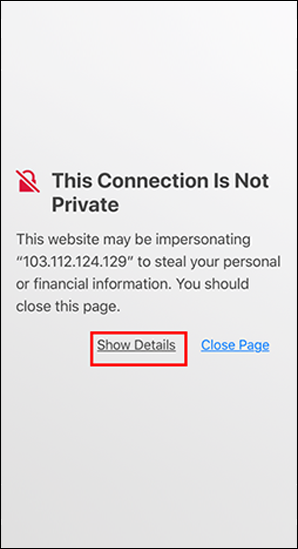 This Connection Is Not
Private
This website may be impersonating
“103.112.124.129” to steal your personal
or financial information. You should
close this page.
Show Details Close Page